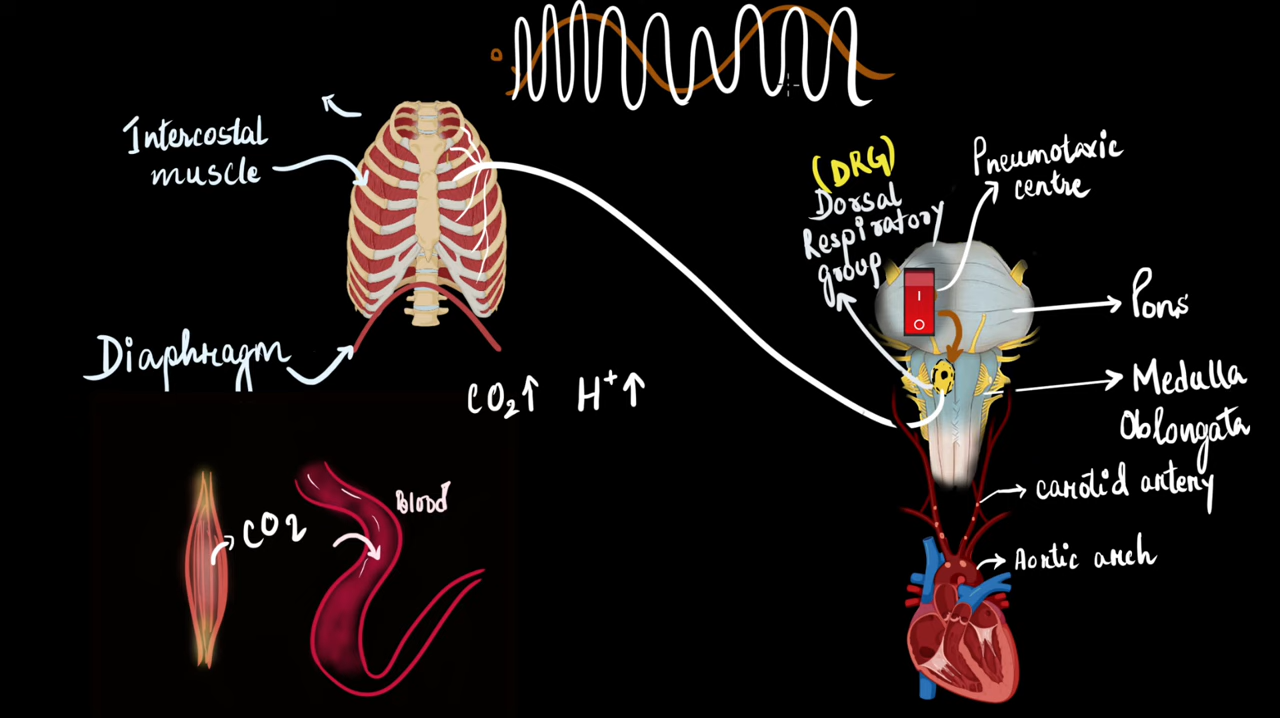 Intercostal
muscle
Diaphragm
CO2↑ H+↑
CO2
Blood
(DRG)
Dorsal
Respiratory
group
Pneumotaxic
centre
I
O
Pons
Medulla
Oblongata
carotid artery
Aortic arch